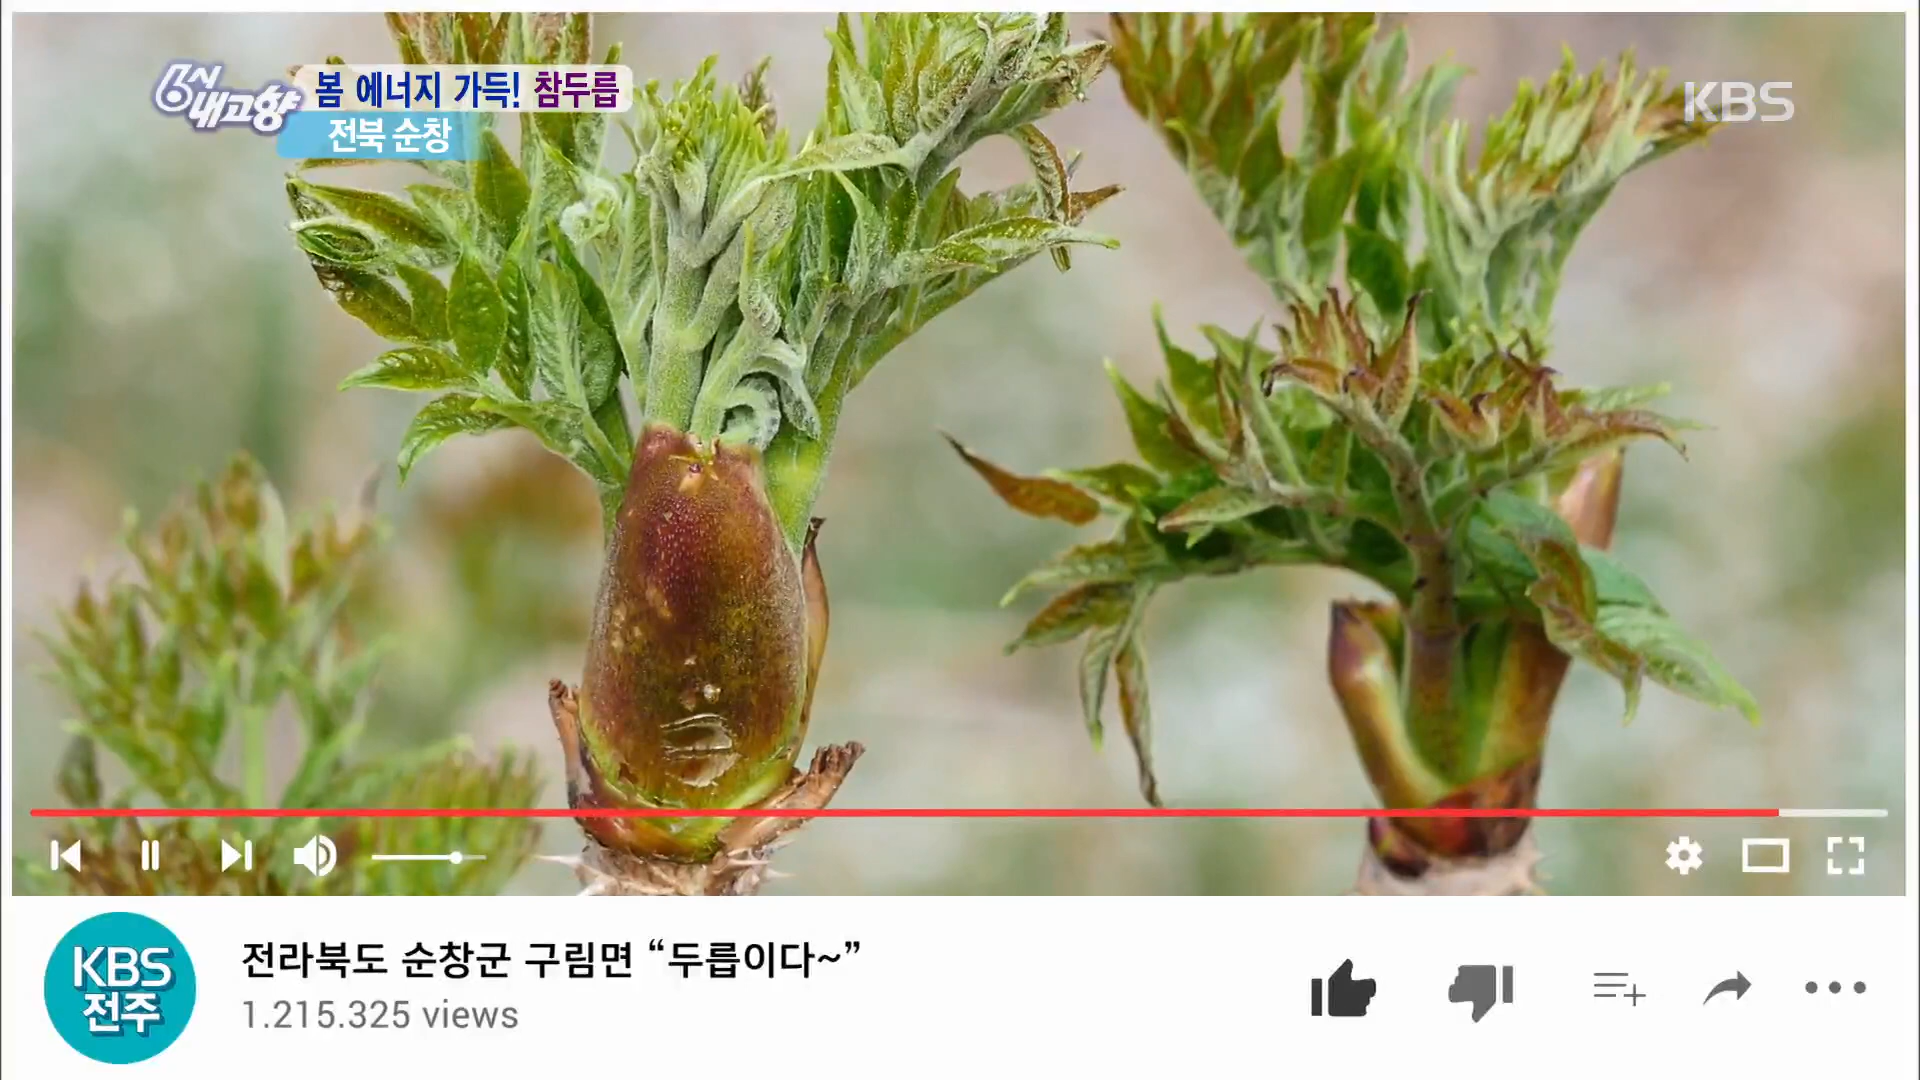 6시 내고향
봄 에너지 가득! 참두릅
전북 순창
KBS
KBS 전주
전라북도 순창군 구림면 “두릅이다~”
1.215.325 views